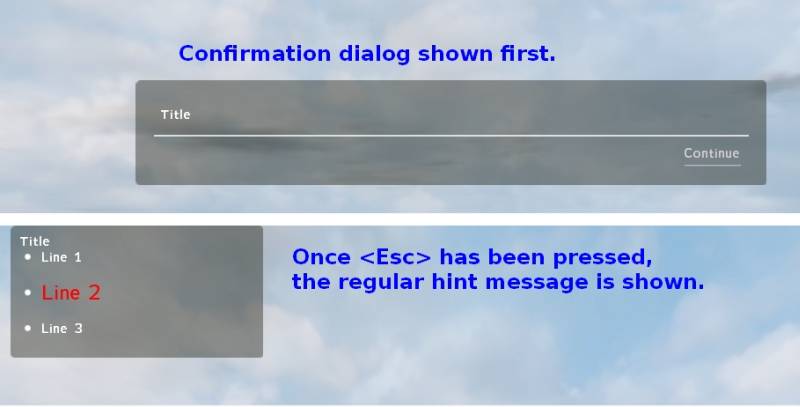 Confirmation dialog shown first.
Title
Continue
Title
Line 1
Line 2
Line 3
Once <Esc> has been pressed,
the regular hint message is shown.